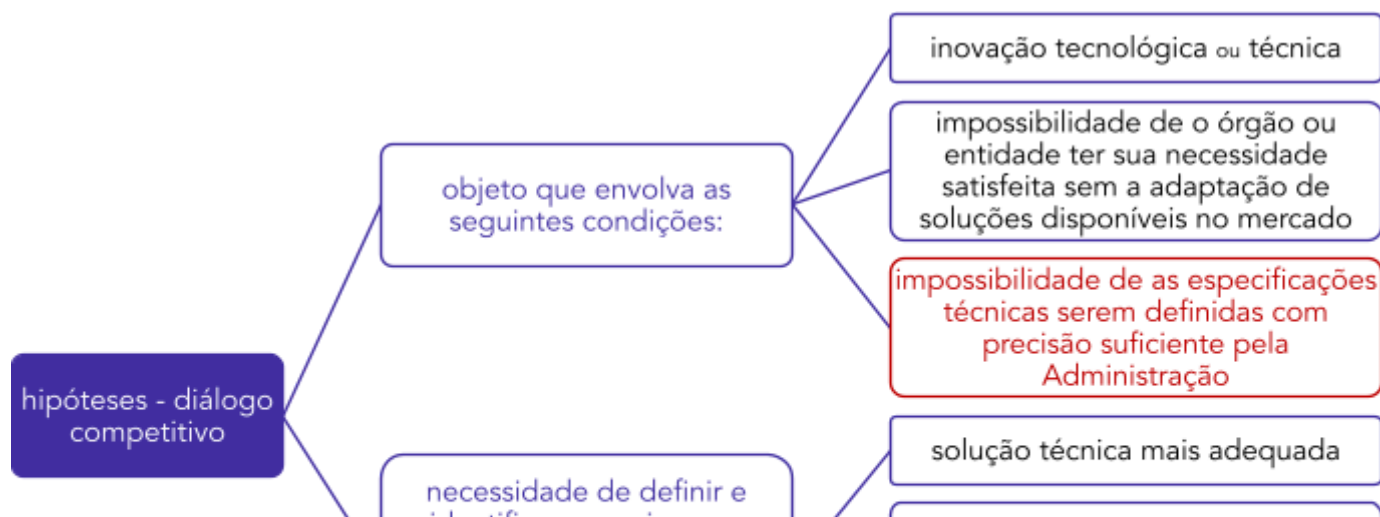 hipóteses - diálogo
competitivo
objeto que envolva as
seguintes condições:
inovação tecnológica ou técnica
impossibilidade de o órgão ou
entidade ter sua necessidade
satisfeita sem a adaptação de
soluções disponíveis no mercado
impossibilidade de as especificações
técnicas serem definidas com
precisão suficiente pela
Administração
necessidade de definir e
solução técnica mais adequada